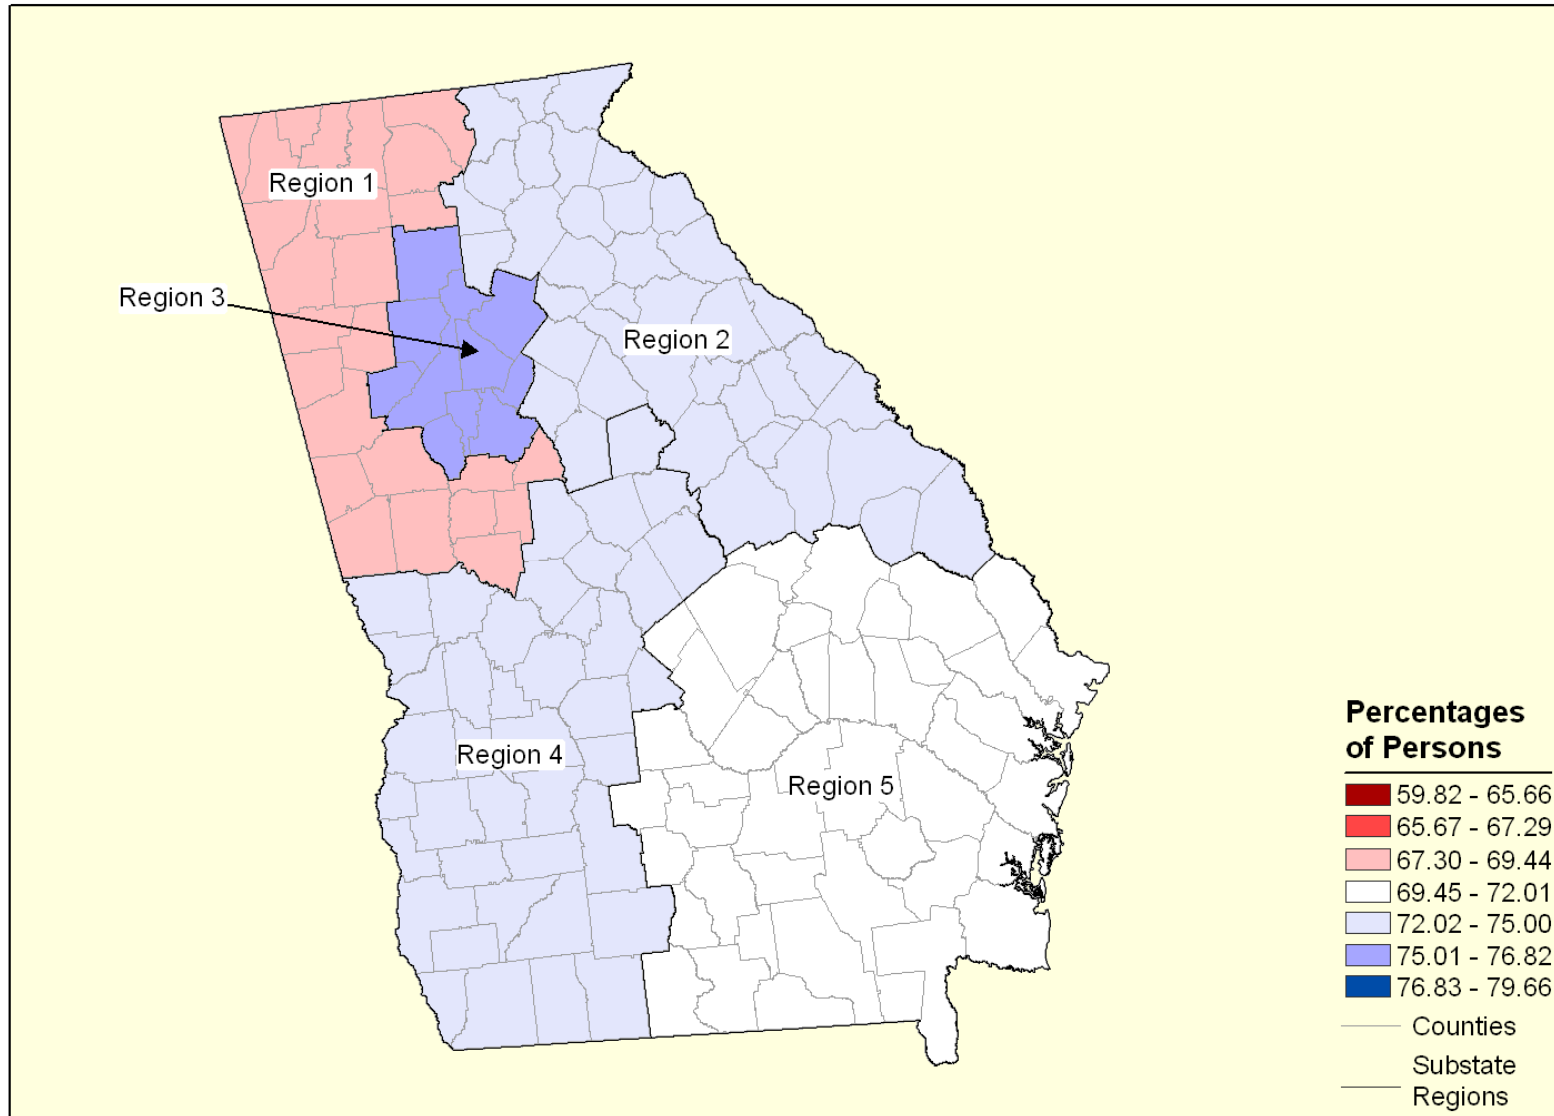 Region 1
Region 3
Region 2
Region 4
Region 5
Percentages
of Persons
59.82 - 65.66
65.67 - 67.29
67.30 - 69.44
69.45 - 72.01
72.02 - 75.00
75.01 - 76.82
76.83 - 79.66
Counties
Substate
Regions